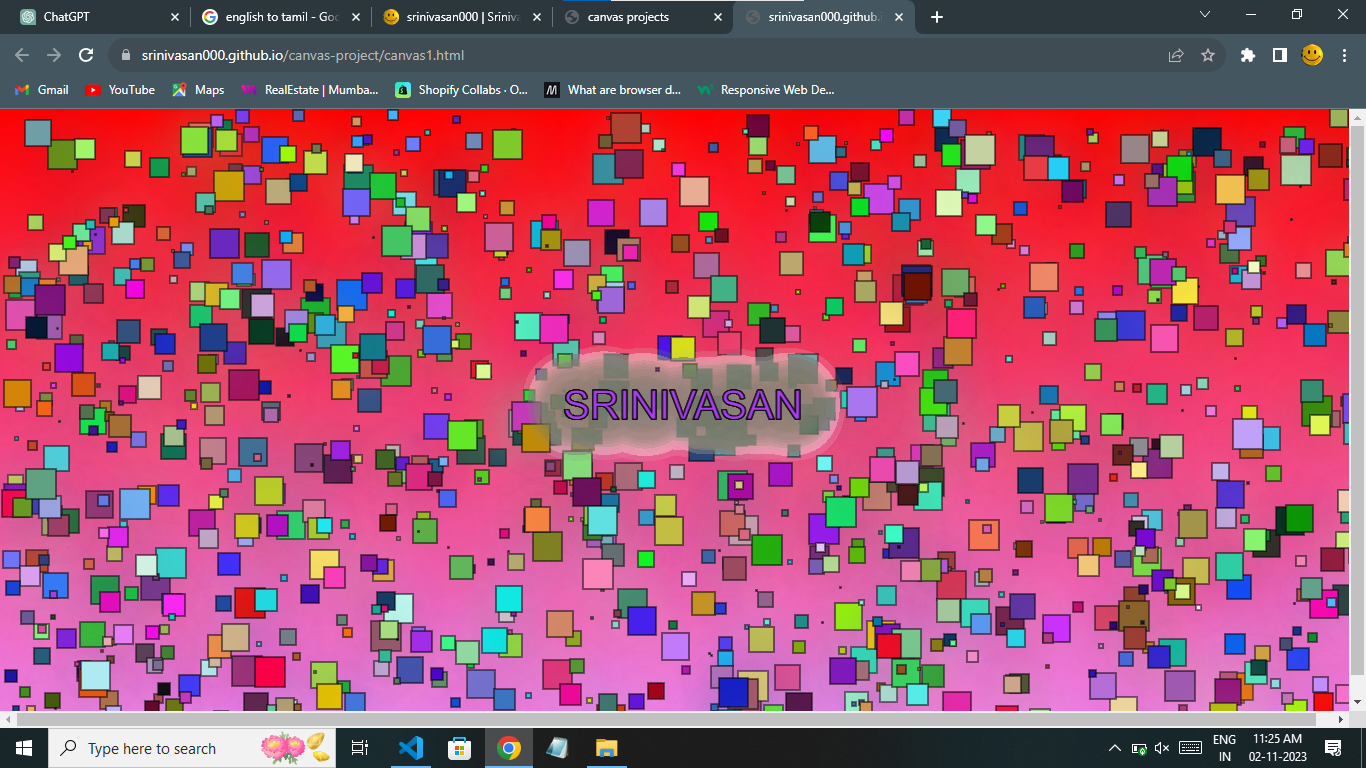 ChatGPT
english to tamil - Goo
srinivasan000 | Sriniva
canvas projects
srinivasan000.github.
srinivasan000.github.io/canvas-project/canvas1.html
Gmail
YouTube
Maps
RealEstate | Mumba...
Shopify Collabs · O...
What are browser d...
Responsive Web De...
SRINIVASAN
Type here to search
ENG
IN
11:25 AM
02-11-2023